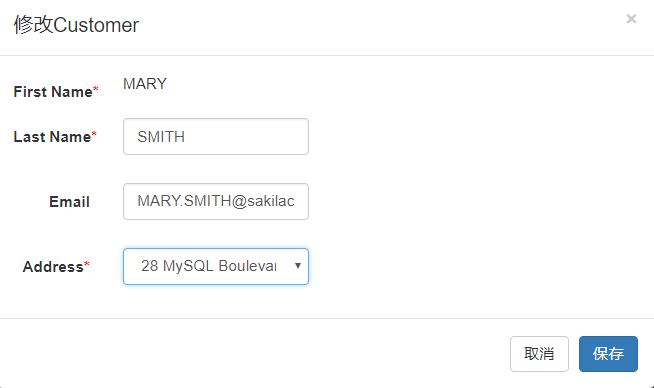 修改Customer
×
First Name* MARY
Last Name* SMITH
Email MARY.SMITH@sakilac
Address* 28 MySQL Boulevar
取消 保存